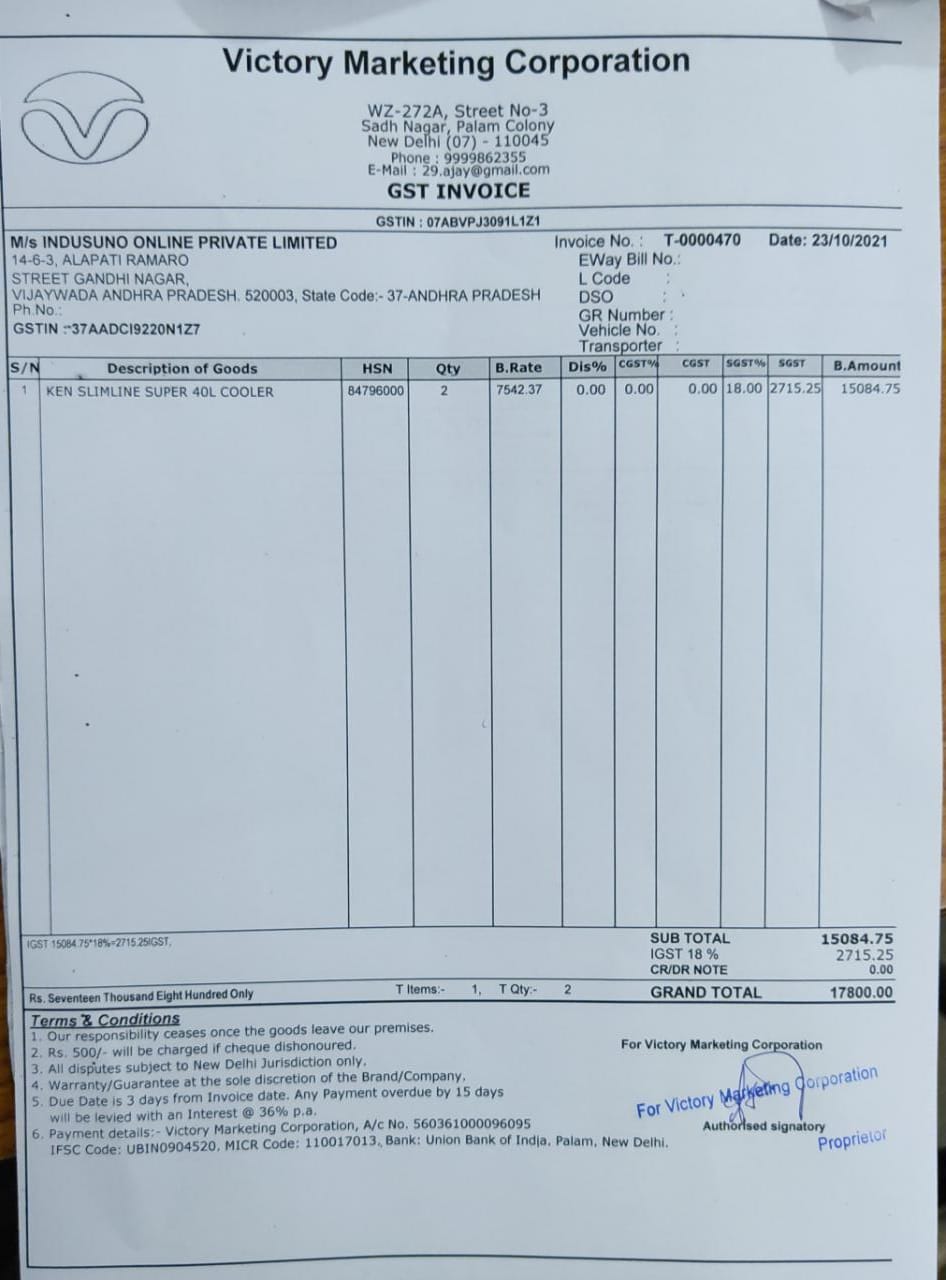 Victory Marketing Corporation
WZ-272A, Street No-3
Sadh Nagar, Palam Colony
New Delhi (07) - 110045
Phone : 9999862355
E-Mail : 29.ajay@gmail.com
GST INVOICE
GSTIN : 07ABVPJ3091L1Z1
M/s INDUSUNO ONLINE PRIVATE LIMITED
14-6-3, ALAPATI RAMARO
STREET GANDHI NAGAR,
VIJAYWADA ANDHRA PRADESH. 520003, State Code:- 37-ANDHRA PRADESH
Ph.No.:
GSTIN :-37AADCI9220N1Z7
Invoice No. : T-0000470 Date: 23/10/2021
EWay Bill No.:
L Code :
DSO :
GR Number :
Vehicle No. :
Transporter :
S/N Description of Goods HSN Qty B.Rate Dis% CGST% CGST SGST% SGST B.Amount
1 KEN SLIMLINE SUPER 40L COOLER 84796000 2 7542.37 0.00 0.00 0.00 18.00 2715.25 15084.75
IGST 15084.75*18%=2715.25IGST,
SUB TOTAL 15084.75
IGST 18 % 2715.25
CR/DR NOTE 0.00
Rs. Seventeen Thousand Eight Hundred Only T Items:- 1, T Qty:- 2 GRAND TOTAL 17800.00
Terms & Conditions
1. Our responsibility ceases once the goods leave our premises.
2. Rs. 500/- will be charged if cheque dishonoured.
3. All disputes subject to New Delhi Jurisdiction only.
4. Warranty/Guarantee at the sole discretion of the Brand/Company.
5. Due Date is 3 days from Invoice date. Any Payment overdue by 15 days
will be levied with an Interest @ 36% p.a.
6. Payment details:- Victory Marketing Corporation, A/c No. 560361000096095
IFSC Code: UBIN0904520, MICR Code: 110017013, Bank: Union Bank of India, Palam, New Delhi.
For Victory Marketing Corporation
For Victory Marketing Corporation
Authorised signatory
Proprietor